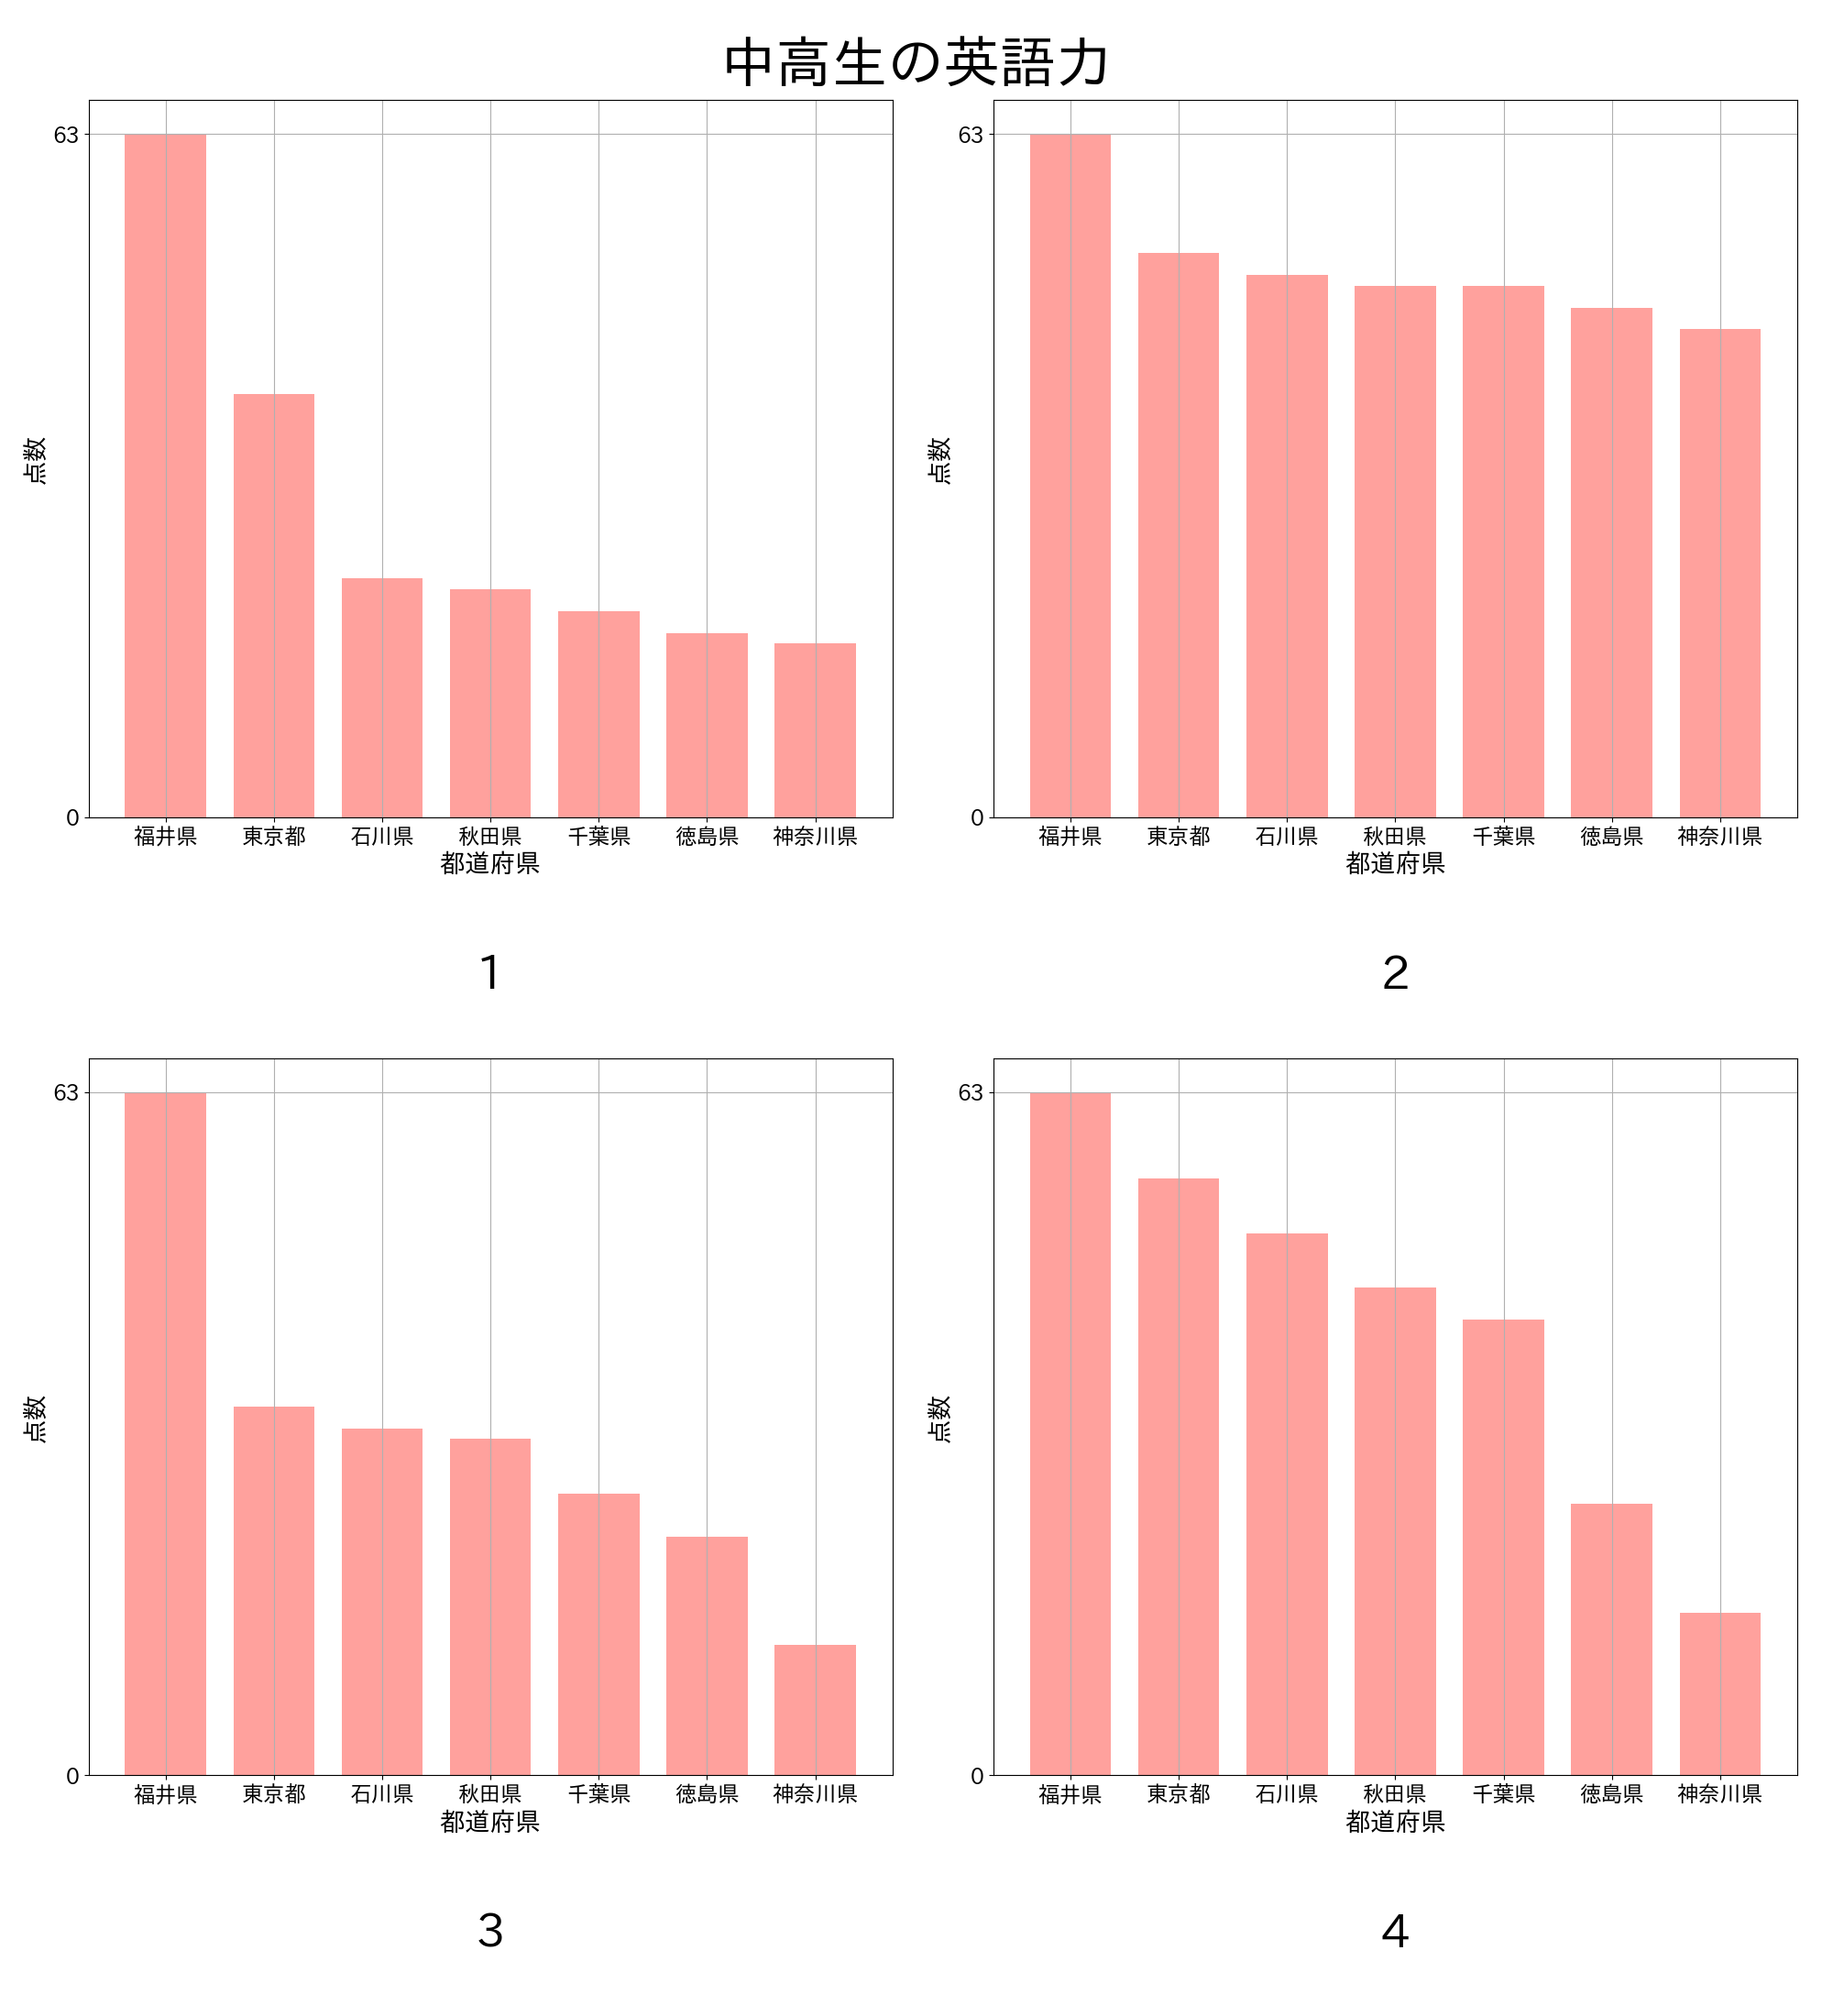 中高生の英語力
63
点数
0
福井県 東京都 石川県 秋田県 千葉県 徳島県 神奈川県
都道府県
1
63
点数
0
福井県 東京都 石川県 秋田県 千葉県 徳島県 神奈川県
都道府県
2
63
点数
0
福井県 東京都 石川県 秋田県 千葉県 徳島県 神奈川県
都道府県
3
63
点数
0
福井県 東京都 石川県 秋田県 千葉県 徳島県 神奈川県
都道府県
4